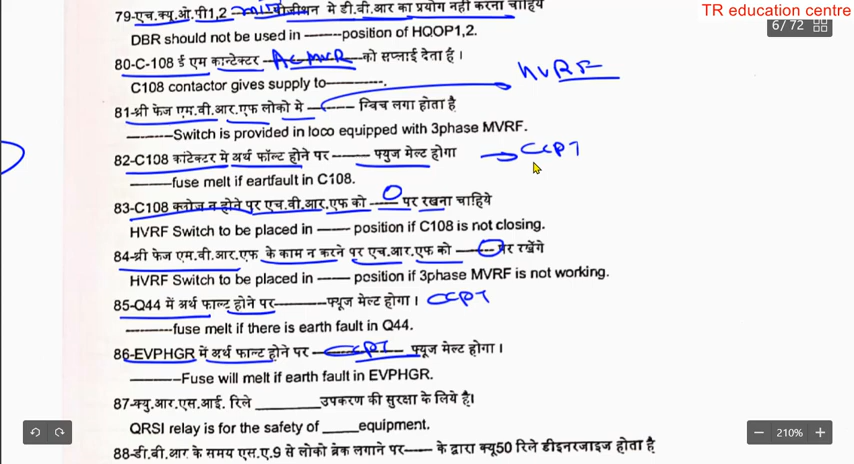 TR education centre
6 / 72
79-एच.क्यू.ओ.पी1,2 पोजीशन मे डी.बी.आर का प्रयोग नही करना चाहिये
DBR should not be used in ———position of HQOP1,2.
80-C-108 ई एम कान्टेक्टर ACMVR को सप्लाई देता है।
C108 contactor gives supply to————.
HVRF
81-थ्री फेज एम.वी.आर.एफ लोको मे ——— ग्विच लगा होता है
————Switch is provided in loco equipped with 3phase MVRF.
82-C108 कांटेक्टर मे अर्थ फॉल्ट होने पर ——— फ्युज मेल्ट होगा → CCPT
————fuse melt if eartfault in C108.
83-C108 क्लोज न होने पर एच.वी.आर.एफ को O पर रखना चाहिये
HVRF Switch to be placed in ——— position if C108 is not closing.
84-थ्री फेज एम.वी.आर.एफ के काम न करने पर एच.आर.एफ को O पर रखेंगे
HVRF Switch to be placed in ——— position if 3phase MVRF is not working.
85-Q44 में अर्थ फाल्ट होने पर————फ्यूज मेल्ट होगा। CCPT
————fuse melt if there is earth fault in Q44.
86-EVPHGR में अर्थ फान्ट होने पर CCPT फ्यूज मेल्ट होगा।
————Fuse will melt if earth fault in EVPHGR.
87-क्यु.आर.एस.आई. रिले ________उपकरण की सुरक्षा के लिये है।
QRSI relay is for the safety of _____equipment.
88-डी.बी.आर के समय एस.ए.9 से लोको ब्रेक लगाने पर—— के द्वारा क्यू50 रिले डीइनरजाइज होता है
210%